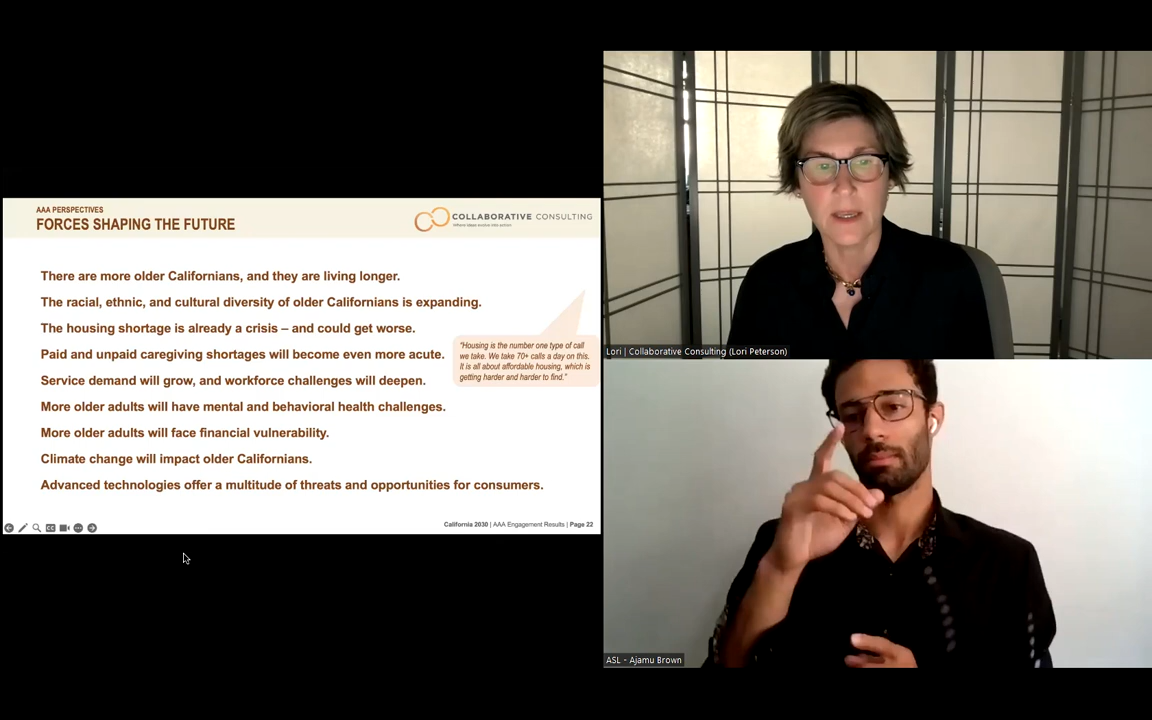 AAA PERSPECTIVES
FORCES SHAPING THE FUTURE
COLLABORATIVE CONSULTING
Where ideas evolve into action
There are more older Californians, and they are living longer.
The racial, ethnic, and cultural diversity of older Californians is expanding.
The housing shortage is already a crisis – and could get worse.
Paid and unpaid caregiving shortages will become even more acute.
Service demand will grow, and workforce challenges will deepen.
More older adults will have mental and behavioral health challenges.
More older adults will face financial vulnerability.
Climate change will impact older Californians.
Advanced technologies offer a multitude of threats and opportunities for consumers.
"Housing is the number one type of call
we take. We take 70+ calls a day on this.
It is all about affordable housing, which is
getting harder and harder to find."
CC
California 2030 | AAA Engagement Results | Page 22
Lori | Collaborative Consulting (Lori Peterson)
ASL - Ajamu Brown